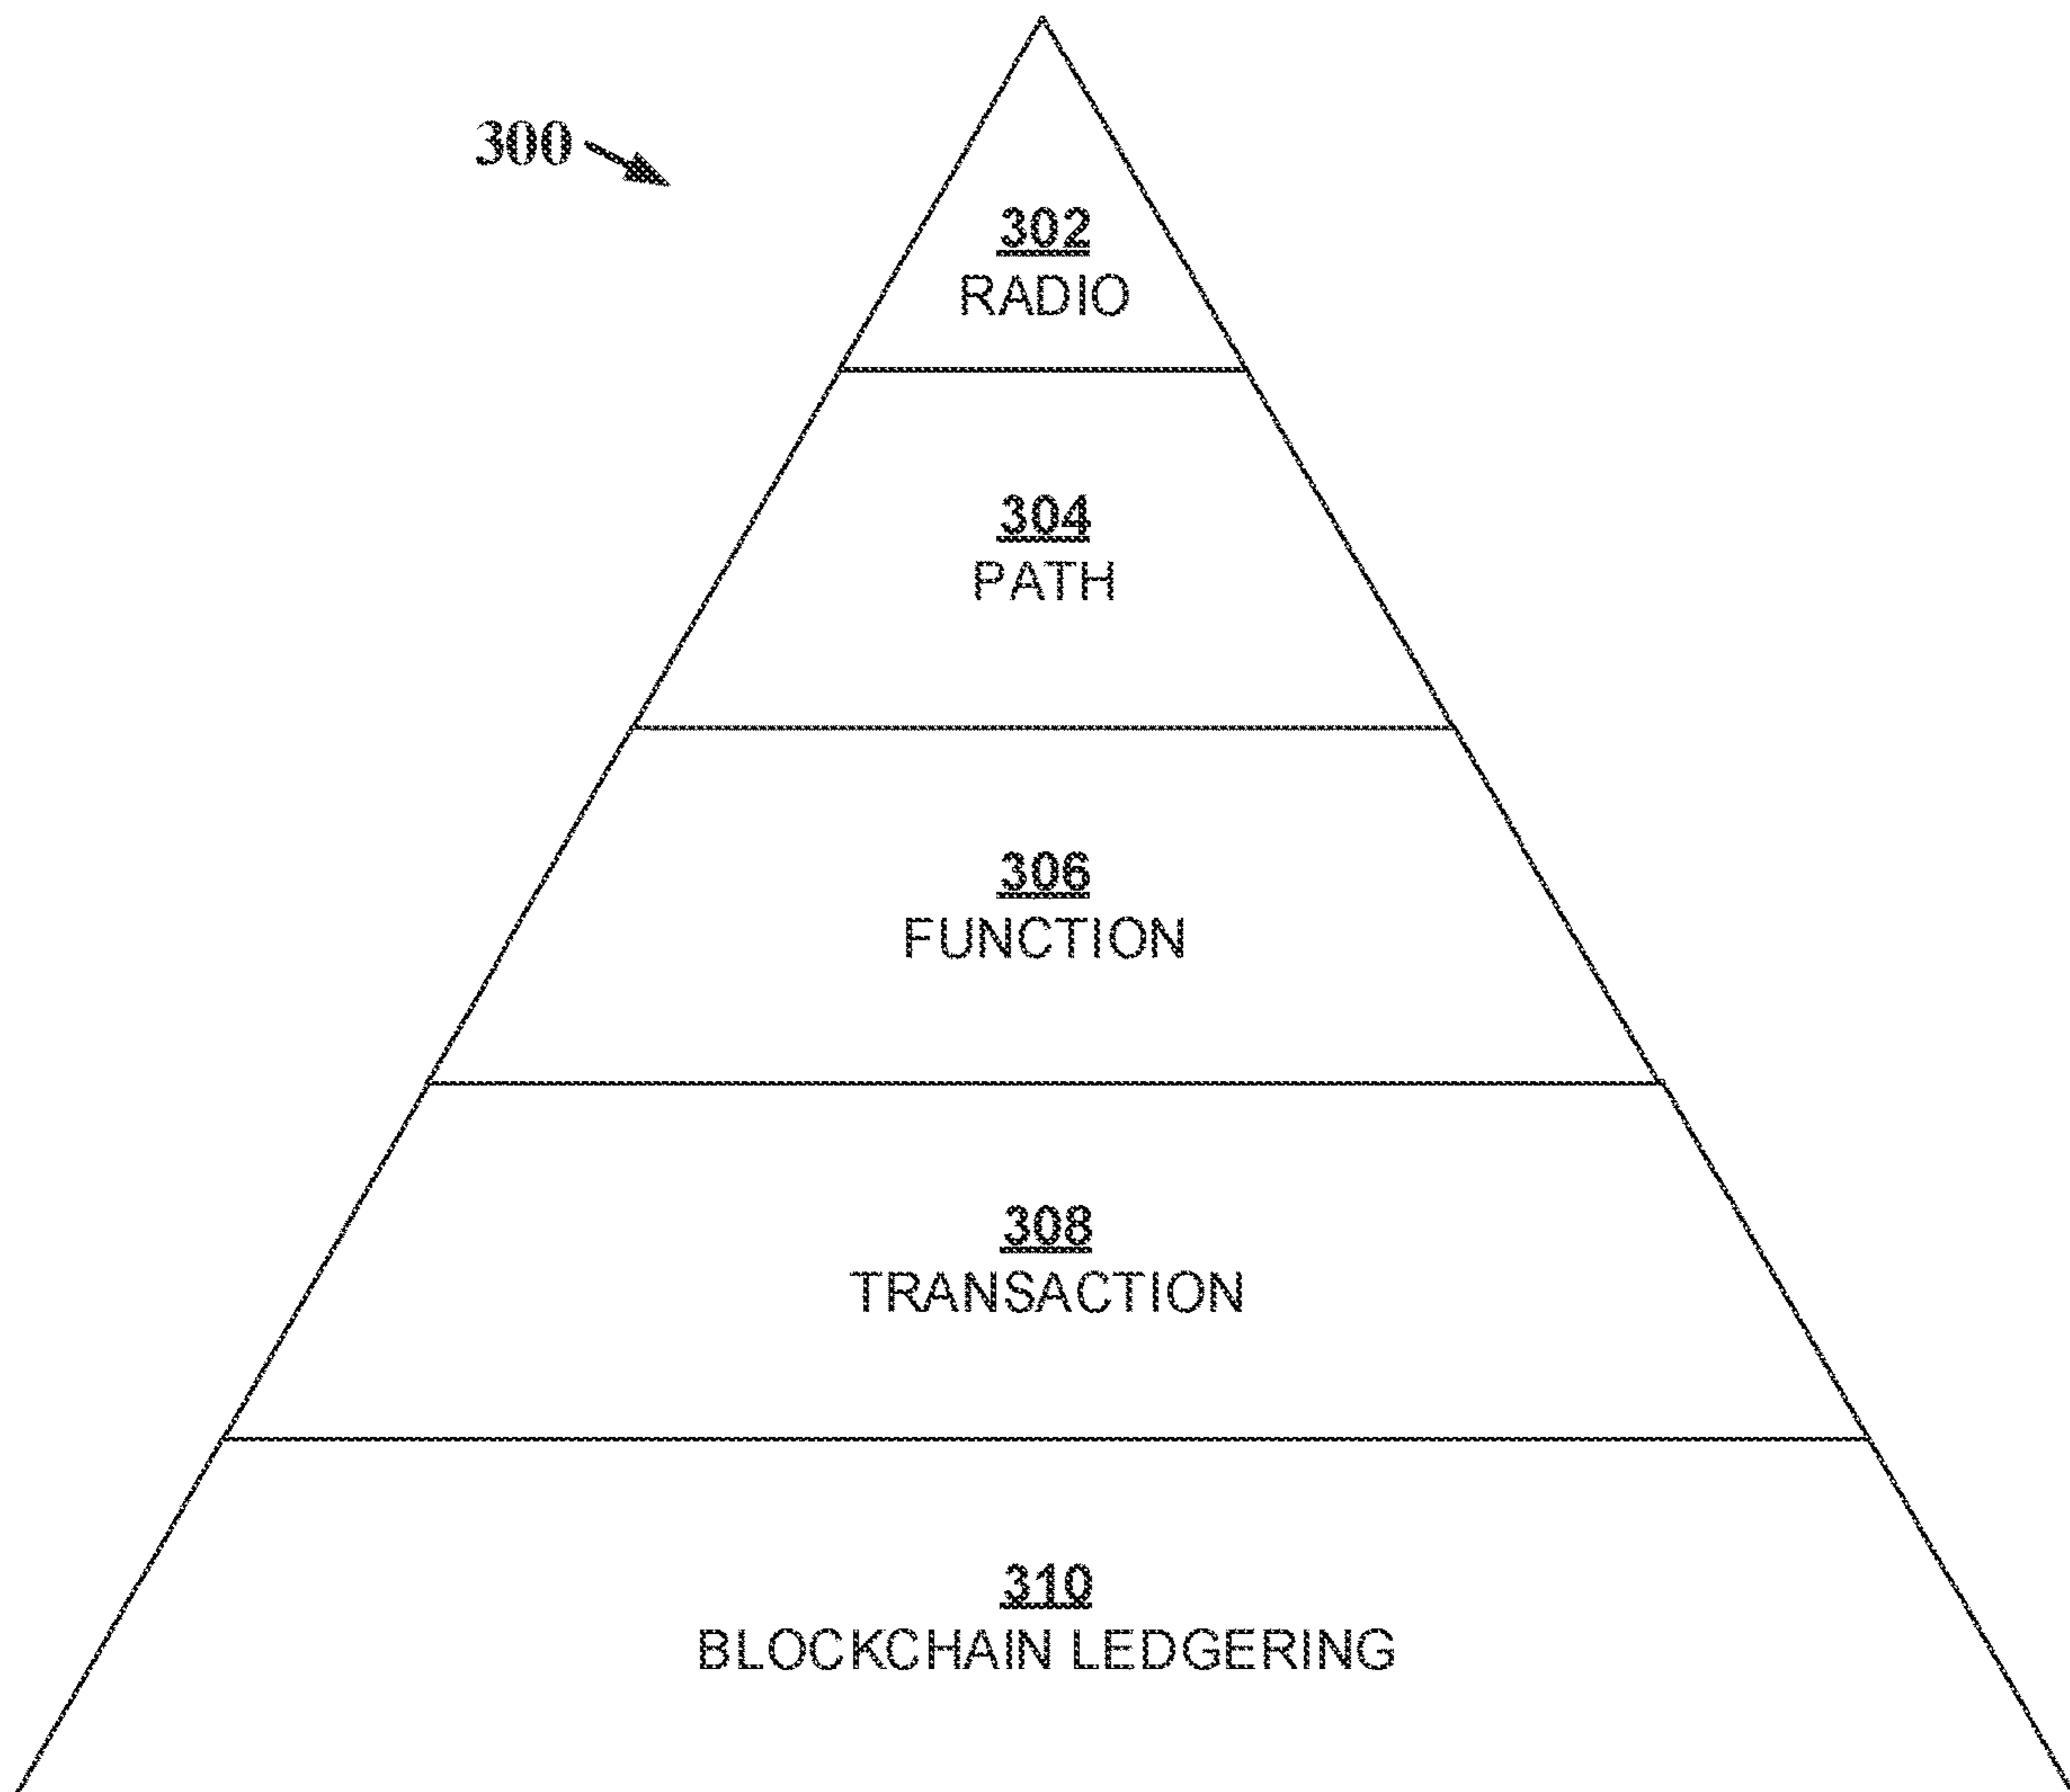 300
302
RADIO
304
PATH
306
FUNCTION
308
TRANSACTION
310
BLOCKCHAIN LEDGERING